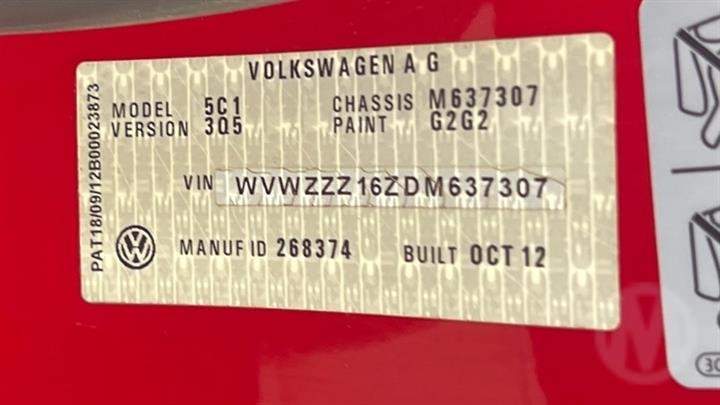 VOLKSWAGEN A G
MODEL 5C1 CHASSIS M637307
VERSION 3Q5 PAINT G2G2
VIN WVWZZZ16ZDM637307
MANUF ID 268374 BUILT OCT 12
PAT18/09/12B00023873